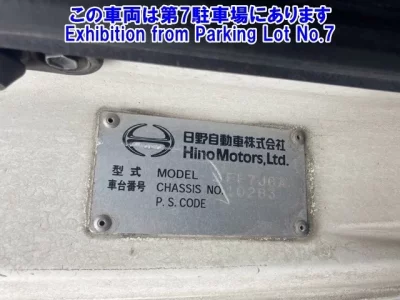 この車両は第7駐車場にあります
Exhibition from Parking Lot No.7
日野自動車株式会社
Hino Motors, Ltd.
型式 MODEL
車台番号 CHASSIS NO. 10283
P.S.CODE